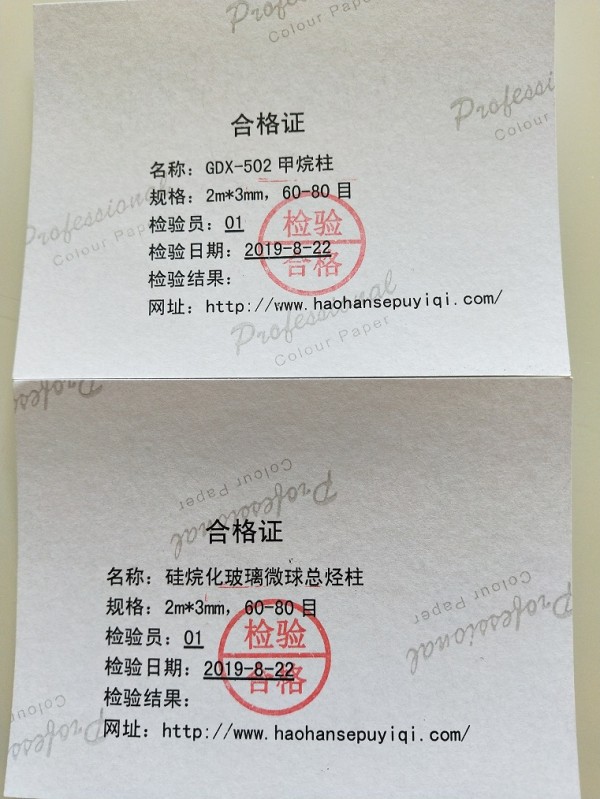 Professional
Colour Paper
Professional
Colour
合格证
名称：GDX-502 甲烷柱
规格：2m*3mm，60-80 目
检验员：01
检验日期：2019-8-22
检验结果：
网址：http://www.haohansepuyiqi.com/
检验
合格
Professional
Colour Paper
Professional
Colour Paper
Professional
Colour Paper
合格证
名称：硅烷化玻璃微球总烃柱
规格：2m*3mm，60-80 目
检验员：01
检验日期：2019-8-22
检验结果：
网址：http://www.haohansepuyiqi.com/
检验
合格
Professional
Colour Paper